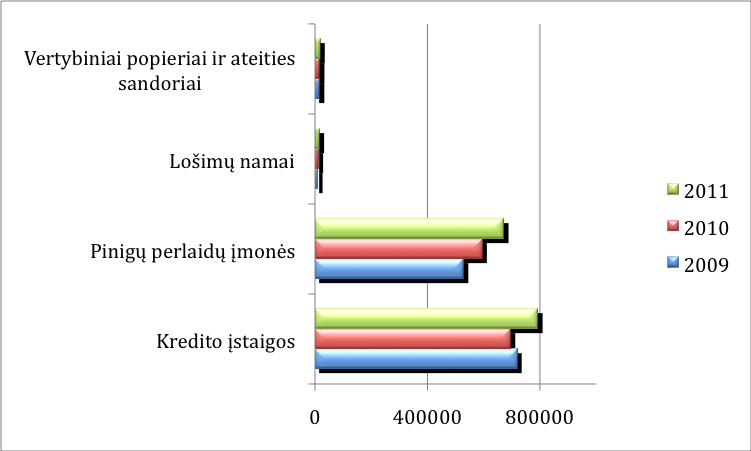 Vertybiniai popieriai ir ateities
sandoriai
Lošimų namai
Pinigų perlaidų įmonės
Kredito įstaigos
0
400000
800000
2011
2010
2009